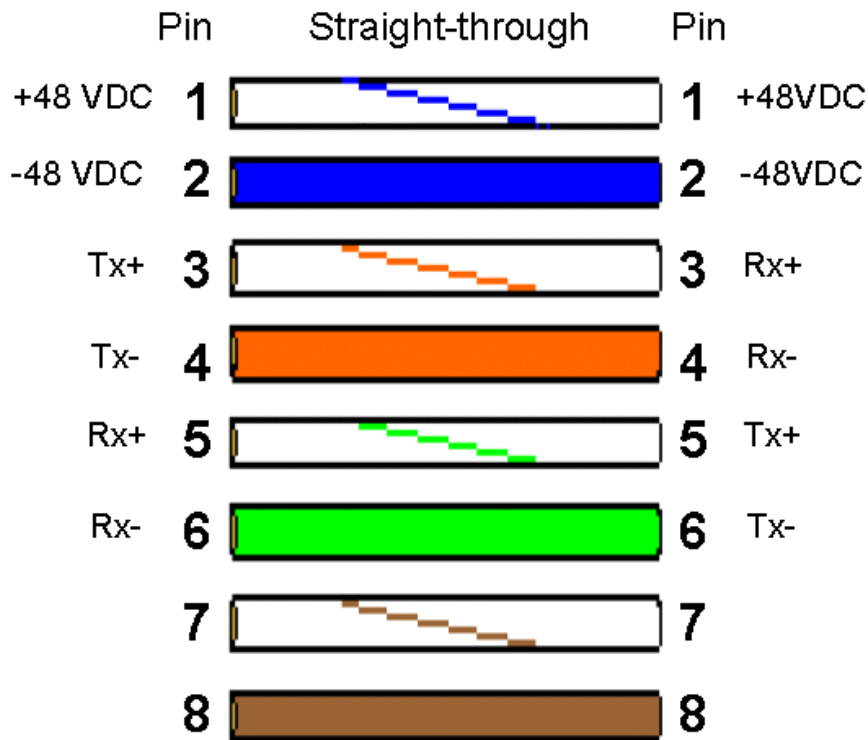 Pin Straight-through Pin
+48 VDC 1 1 +48VDC
-48 VDC 2 2 -48VDC
Tx+ 3 3 Rx+
Tx- 4 4 Rx-
Rx+ 5 5 Tx+
Rx- 6 6 Tx-
7 7
8 8